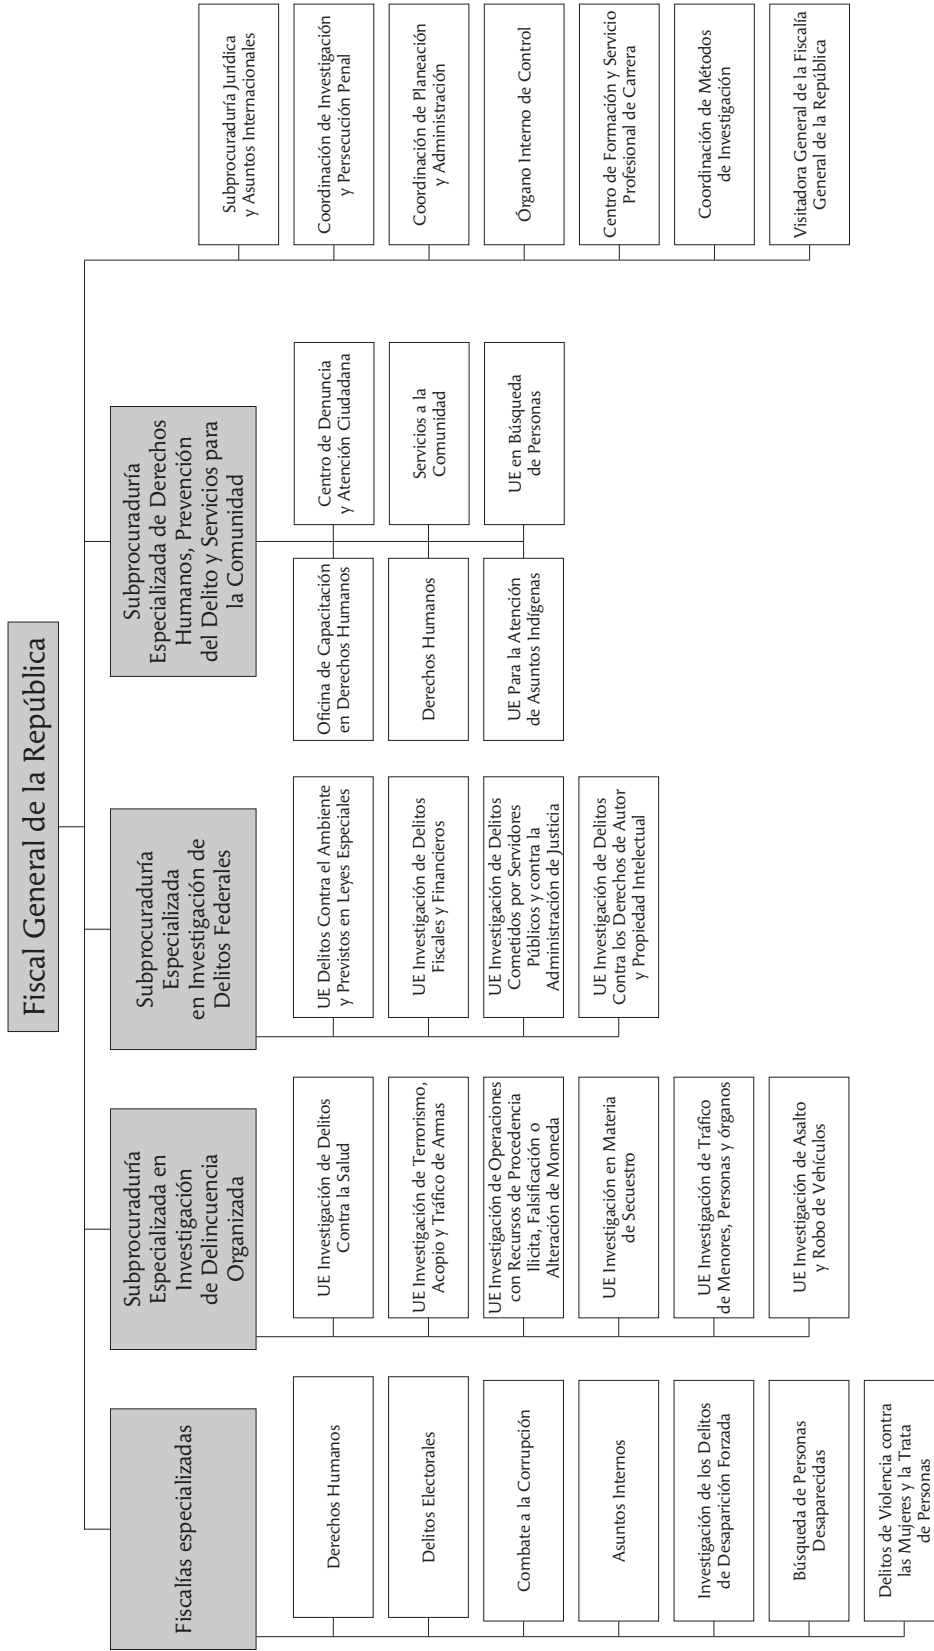 Fiscal General de la República
Fiscalías especializadas
Derechos Humanos
Delitos Electorales
Combate a la Corrupción
Asuntos Internos
Investigación de los Delitos
de Desaparición Forzada
Búsqueda de Personas
Desaparecidas
Delitos de Violencia contra
las Mujeres y la Trata
de Personas
Subprocuraduría
Especializada en
Investigación
de Delincuencia
Organizada
UE Investigación de Delitos
Contra la Salud
UE Investigación de Terrorismo,
Acopio y Tráfico de Armas
UE Investigación de Operaciones
con Recursos de Procedencia
Ilicita, Falsificación o
Alteración de Moneda
UE Investigación en Materia
de Secuestro
UE Investigación de Tráfico
de Menores, Personas y órganos
UE Investigación de Asalto
y Robo de Vehículos
Subprocuraduría
Especializada
en Investigación de
Delitos Federales
UE Delitos Contra el Ambiente
y Previstos en Leyes Especiales
UE Investigación de Delitos
Fiscales y Financieros
UE Investigación de Delitos
Cometidos por Servidores
Públicos y contra la
Administración de Justicia
UE Investigación de Delitos
Contra los Derechos de Autor
y Propiedad Intelectual
Subprocuraduría
Especializada de Derechos
Humanos, Prevención
del Delito y Servicios para
la Comunidad
Oficina de Capacitación
en Derechos Humanos
Centro de Denuncia
y Atención Ciudadana
Derechos Humanos
Servicios a la
Comunidad
UE Para la Atención
de Asuntos Indígenas
UE en Búsqueda
de Personas
Subprocuraduría Jurídica
y Asuntos Internacionales
Coordinación de Investigación
y Persecución Penal
Coordinación de Planeación
y Administración
Órgano Interno de Control
Centro de Formación y Servicio
Profesional de Carrera
Coordinación de Métodos
de Investigación
Visitadora General de la Fiscalía
General de la República